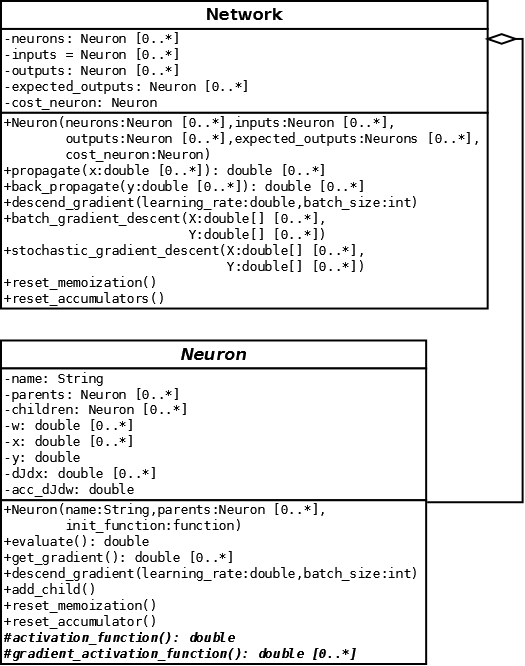 Network
-neurons: Neuron [0..*]
-inputs = Neuron [0..*]
-outputs: Neuron [0..*]
-expected_outputs: Neuron [0..*]
-cost_neuron: Neuron
+Neuron(neurons:Neuron [0..*],inputs:Neuron [0..*],
outputs:Neuron [0..*],expected_outputs:Neurons [0..*],
cost_neuron:Neuron)
+propagate(x:double [0..*]): double [0..*]
+back_propagate(y:double [0..*]): double [0..*]
+descend_gradient(learning_rate:double,batch_size:int)
+batch_gradient_descent(X:double[] [0..*],
Y:double[] [0..*])
+stochastic_gradient_descent(X:double[] [0..*],
Y:double[] [0..*])
+reset_memoization()
+reset_accumulators()
Neuron
-name: String
-parents: Neuron [0..*]
-children: Neuron [0..*]
-w: double [0..*]
-x: double [0..*]
-y: double
-dJdx: double [0..*]
-acc_dJdw: double
+Neuron(name:String,parents:Neuron [0..*],
init_function:function)
+evaluate(): double
+get_gradient(): double [0..*]
+descend_gradient(learning_rate:double,batch_size:int)
+add_child()
+reset_memoization()
+reset_accumulator()
#activation_function(): double
#gradient_activation_function(): double [0..*]